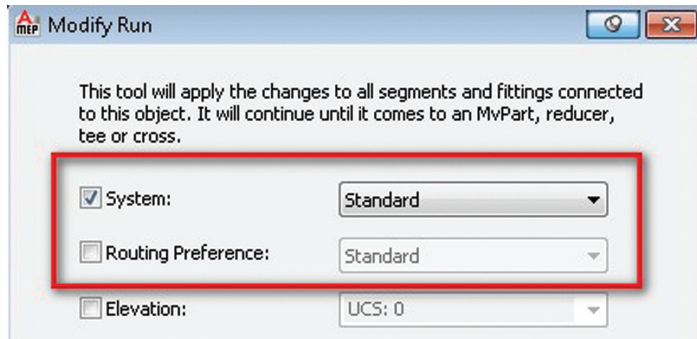 A MEP Modify Run
This tool will apply the changes to all segments and fittings connected
to this object. It will continue until it comes to an MvPart, reducer,
tee or cross.
System: Standard
Routing Preference: Standard
Elevation: UCS: 0